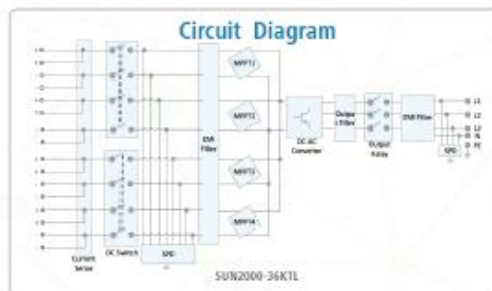 Circuit Diagram
MPPT1
MPPT2
MPPT3
MPPT4
EMI
Filter
DC-AC
Converter
Outpu
t Filter
Output
Relay
EMI Filter
L1
L2
L3
N
PE
SPD
Current
Sense
DC Switch
SPD
SUN2000-36KTL